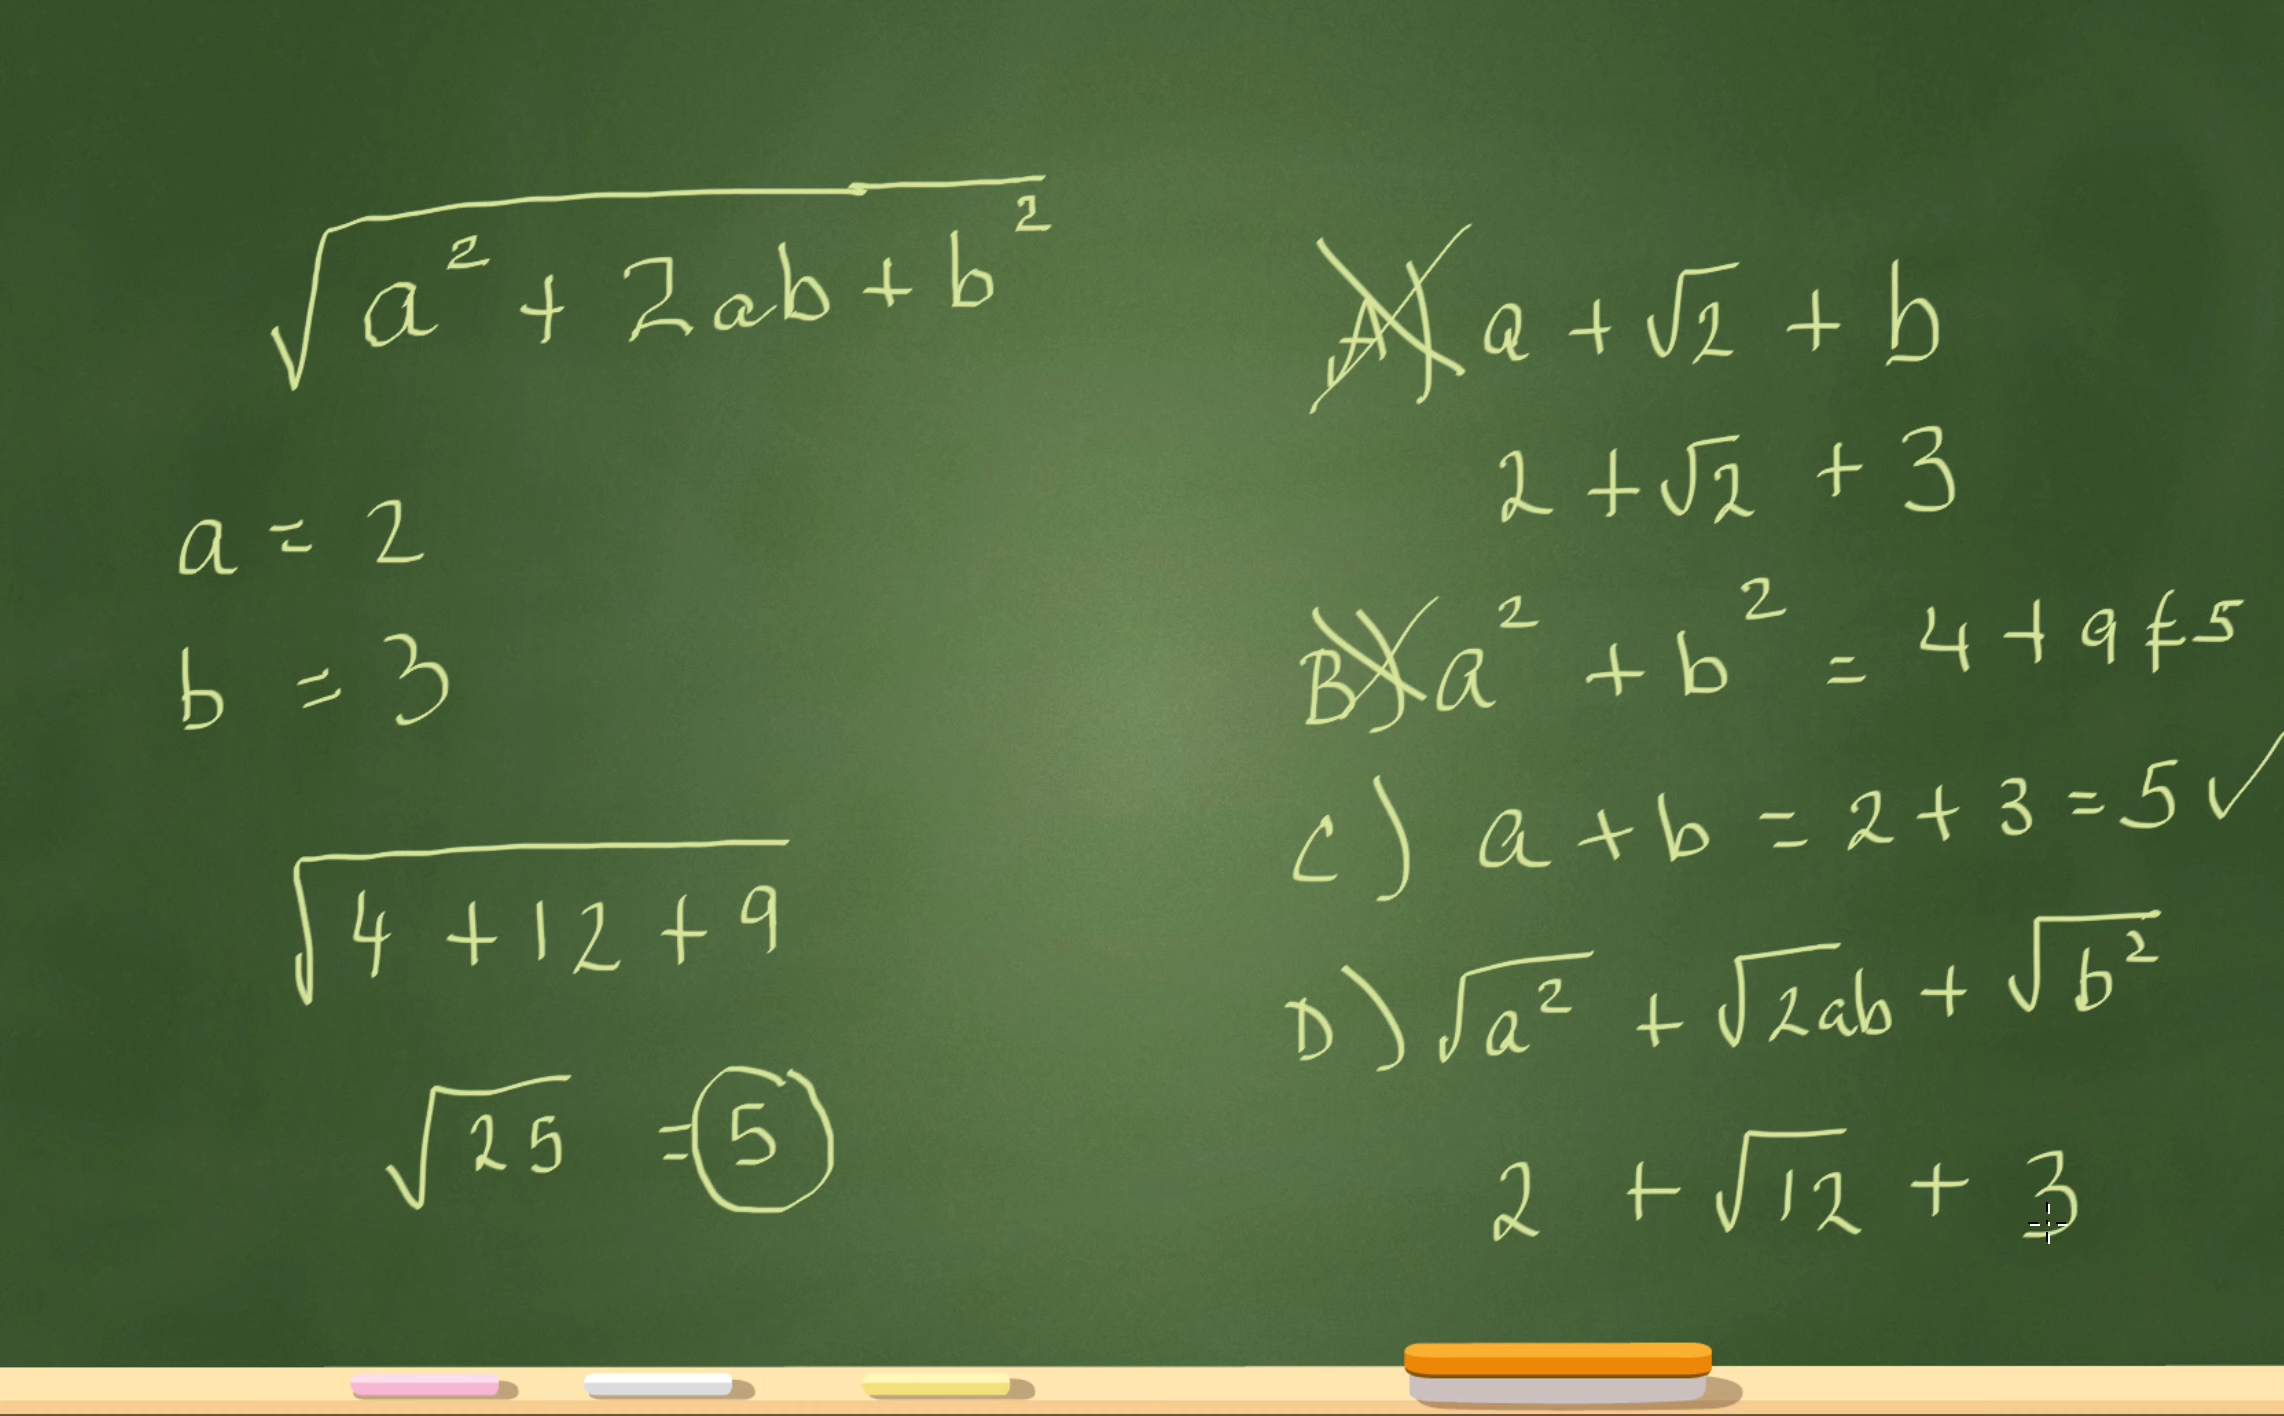 √(a² + 2ab + b²)
a = 2
b = 3
√(4 + 12 + 9)
√25 = 5
A) a + √2 + b
2 + √2 + 3
B) a² + b² = 4 + 9 ≠ 5
C) a + b = 2 + 3 = 5 ✓
D) √a² + √2ab + √b²
2 + √12 + 3